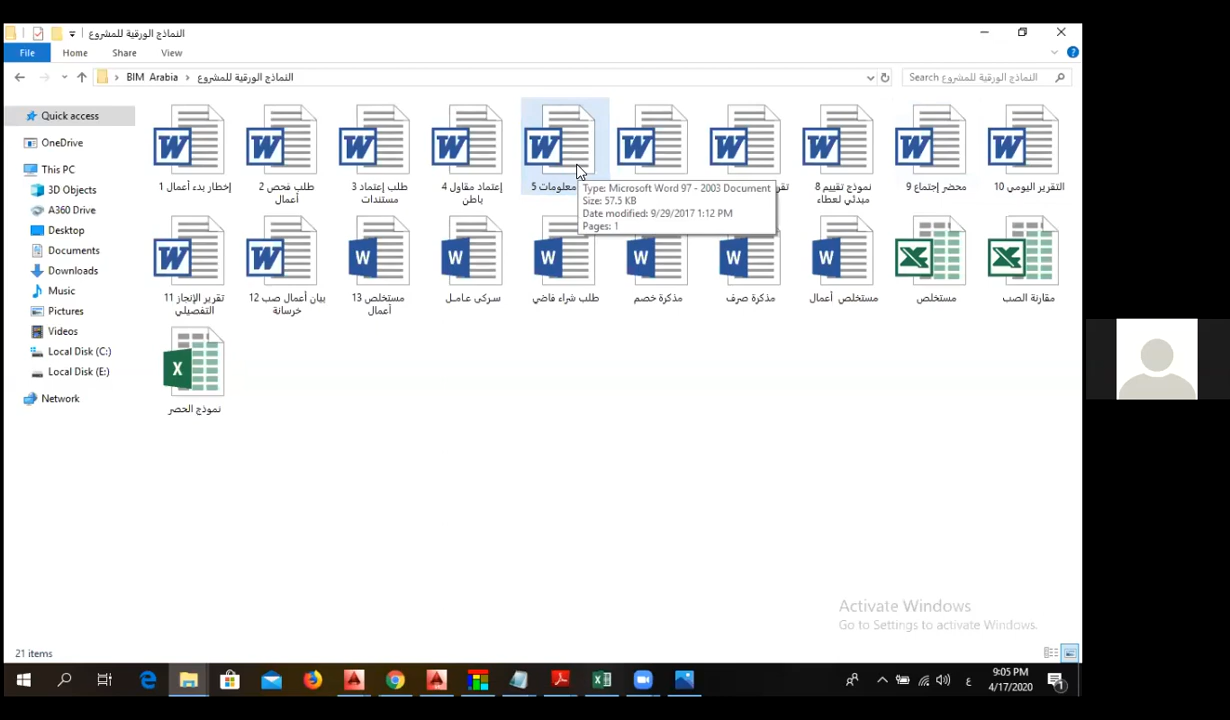 النماذج الورقية للمشروع
File Home Share View
BIM Arabia › النماذج الورقية للمشروع
Search النماذج الورقية للمشروع
Quick access
OneDrive
This PC
3D Objects
A360 Drive
Desktop
Documents
Downloads
Music
Pictures
Videos
Local Disk (C:)
Local Disk (E:)
Network
إخطار بدء أعمال 1
طلب فحص 2
أعمال
طلب إعتماد 3
مستندات
إعتماد مقاول 4
باطن
معلومات 5
نموذج تقييم 8
مبدئي لعطاء
محضر إجتماع 9
التقرير اليومي 10
Type: Microsoft Word 97 - 2003 Document
Size: 57.5 KB
Date modified: 9/29/2017 1:12 PM
Pages: 1
تقرير الإنجاز 11
التفصيلي
بيان أعمال صب 12
خرسانة
مستخلص 13
أعمال
سركى عامل
طلب شراء فاضي
مذكرة خصم
مذكرة صرف
مستخلص أعمال
مستخلص
مقارنة الصب
نموذج الحصر
Activate Windows
Go to Settings to activate Windows.
21 items
9:05 PM
4/17/2020
ع
1